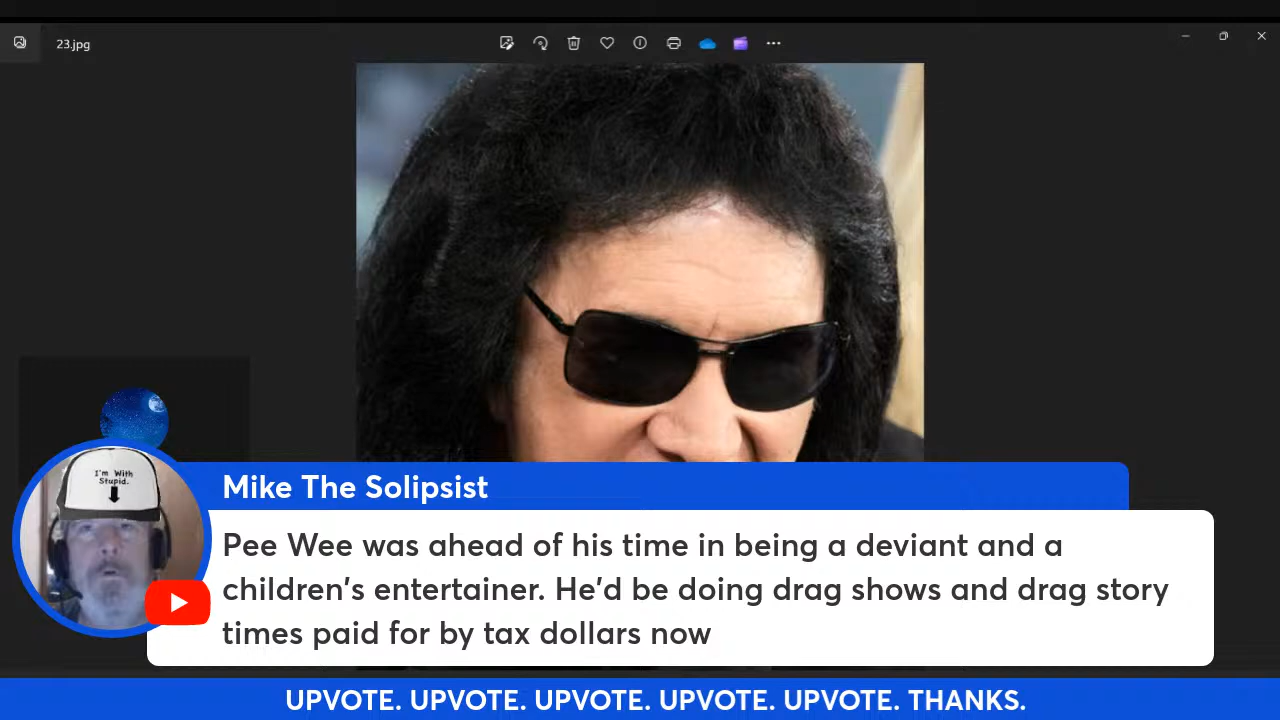 23.jpg
I'm With
Stupid.
Mike The Solipsist
Pee Wee was ahead of his time in being a deviant and a
children's entertainer. He'd be doing drag shows and drag story
times paid for by tax dollars now
UPVOTE. UPVOTE. UPVOTE. UPVOTE. UPVOTE. THANKS.